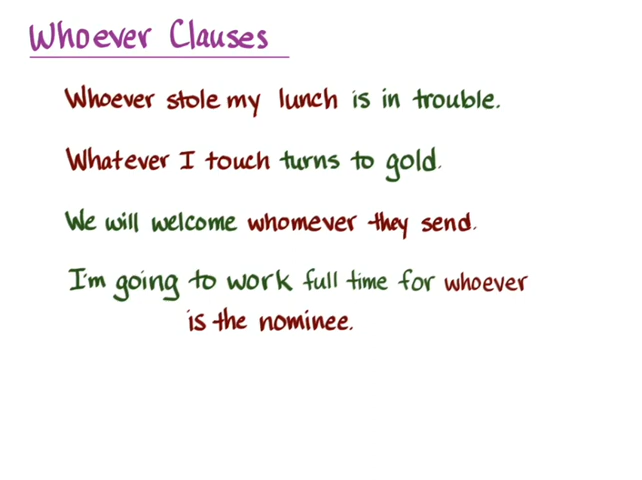 Whoever Clauses
Whoever stole my lunch is in trouble.
Whatever I touch turns to gold.
We will welcome whomever they send.
I'm going to work full time for whoever
is the nominee.